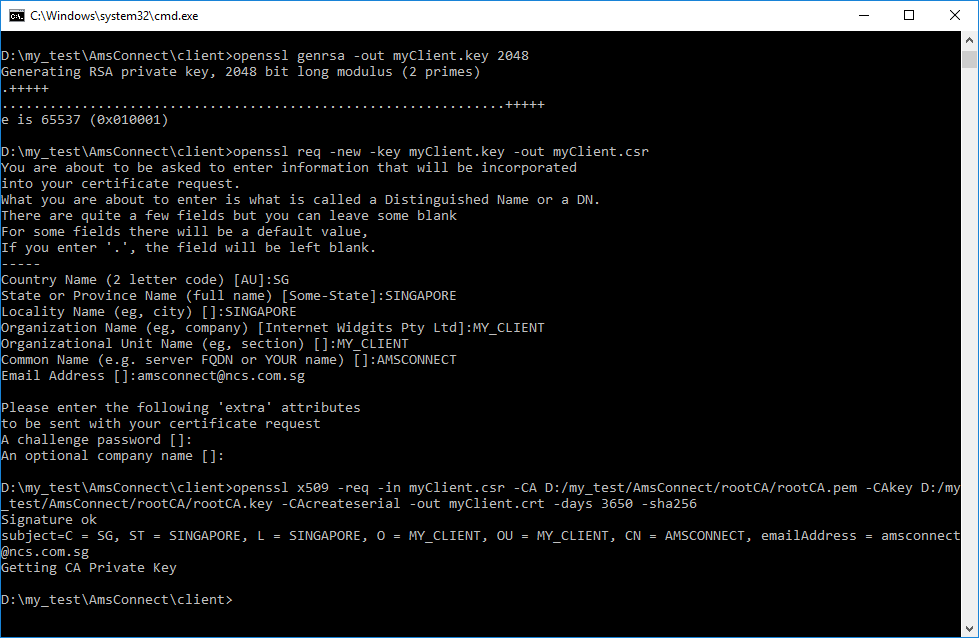 C:\Windows\system32\cmd.exe
D:\my_test\AmsConnect\client>openssl genrsa -out myClient.key 2048
Generating RSA private key, 2048 bit long modulus (2 primes)
.+++++
...............................................................+++++
e is 65537 (0x010001)
D:\my_test\AmsConnect\client>openssl req -new -key myClient.key -out myClient.csr
You are about to be asked to enter information that will be incorporated
into your certificate request.
What you are about to enter is what is called a Distinguished Name or a DN.
There are quite a few fields but you can leave some blank
For some fields there will be a default value,
If you enter '.', the field will be left blank.
-----
Country Name (2 letter code) [AU]:SG
State or Province Name (full name) [Some-State]:SINGAPORE
Locality Name (eg, city) []:SINGAPORE
Organization Name (eg, company) [Internet Widgits Pty Ltd]:MY_CLIENT
Organizational Unit Name (eg, section) []:MY_CLIENT
Common Name (e.g. server FQDN or YOUR name) []:AMSCONNECT
Email Address []:amsconnect@ncs.com.sg
Please enter the following 'extra' attributes
to be sent with your certificate request
A challenge password []:
An optional company name []:
D:\my_test\AmsConnect\client>openssl x509 -req -in myClient.csr -CA D:/my_test/AmsConnect/rootCA/rootCA.pem -CAkey D:/my
_test/AmsConnect/rootCA/rootCA.key -CAcreateserial -out myClient.crt -days 3650 -sha256
Signature ok
subject=C = SG, ST = SINGAPORE, L = SINGAPORE, O = MY_CLIENT, OU = MY_CLIENT, CN = AMSCONNECT, emailAddress = amsconnect
@ncs.com.sg
Getting CA Private Key
D:\my_test\AmsConnect\client>